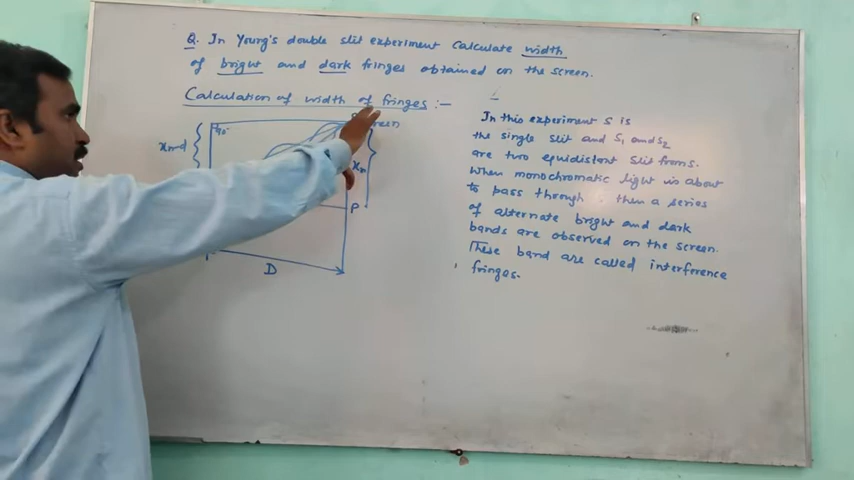 Q. In Young's double slit experiment calculate width
of bright and dark fringes obtained on the screen.
Calculation of width of fringes :-
In this experiment S is
the single slit and S1 and S2
are two equidistant slit from S.
When monochromatic light is about
to pass through, then a series
of alternate bright and dark
bands are observed on the screen.
These band are called interference
fringes.
90°
xn-d
xn
P
D